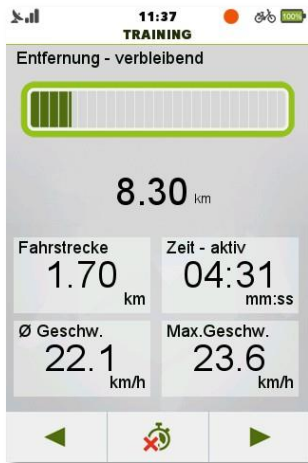 11:37
100%
TRAINING
Entfernung - verbleibend
8.30 km
Fahrstrecke
1.70
km
Zeit - aktiv
04:31
mm:ss
Ø Geschw.
22.1
km/h
Max.Geschw.
23.6
km/h